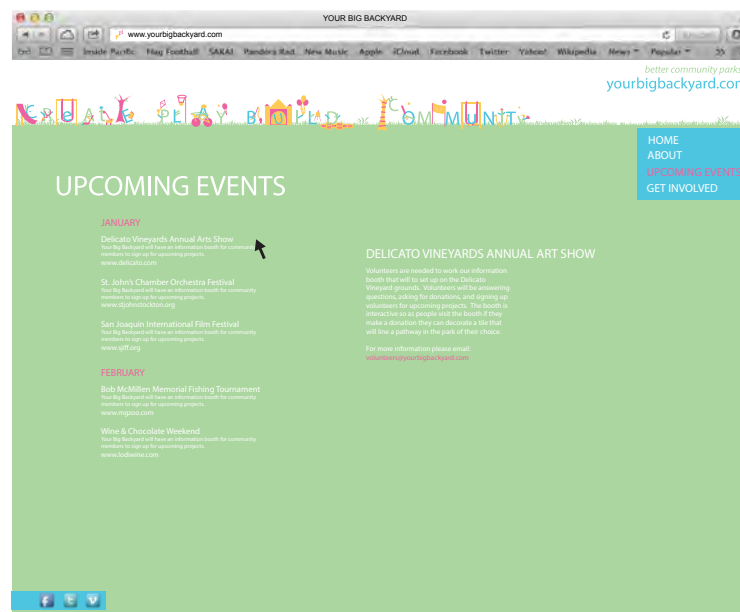 YOUR BIG BACKYARD
www.yourbigbackyard.com
Inside Pacific Flag Football SAKAI Pandora Rad. New Music Apple iCloud Facebook Twitter Yahoo! Wikipedia News Popular
better community parks
yourbigbackyard.com
CREATE PLAY BUILD COMMUNITY
HOME
ABOUT
UPCOMING EVENTS
GET INVOLVED
UPCOMING EVENTS
JANUARY
Delicato Vineyards Annual Arts Show
Your Big Backyard will have an information booth for community
members to sign up for upcoming projects.
www.delicato.com
St. John's Chamber Orchestra Festival
Your Big Backyard will have an information booth for community
members to sign up for upcoming projects.
www.stjohnstockton.org
San Joaquin International Film Festival
Your Big Backyard will have an information booth for community
members to sign up for upcoming projects.
www.sjiff.org
FEBRUARY
Bob McMillen Memorial Fishing Tournament
Your Big Backyard will have an information booth for community
members to sign up for upcoming projects.
www.mgzoo.com
Wine & Chocolate Weekend
Your Big Backyard will have an information booth for community
members to sign up for upcoming projects.
www.lodiwine.com
DELICATO VINEYARDS ANNUAL ART SHOW
Volunteers are needed to work our information
booth that will to set up on the Delicato
Vineyard grounds. Volunteers will be answering
questions, asking for donations, and signing up
volunteers for upcoming projects. The booth is
interactive so as people visit the booth if they
make a donation they can decorate a tile that
will line a pathway in the park of their choice.
For more information please email:
volunteers@yourbigbackyard.com